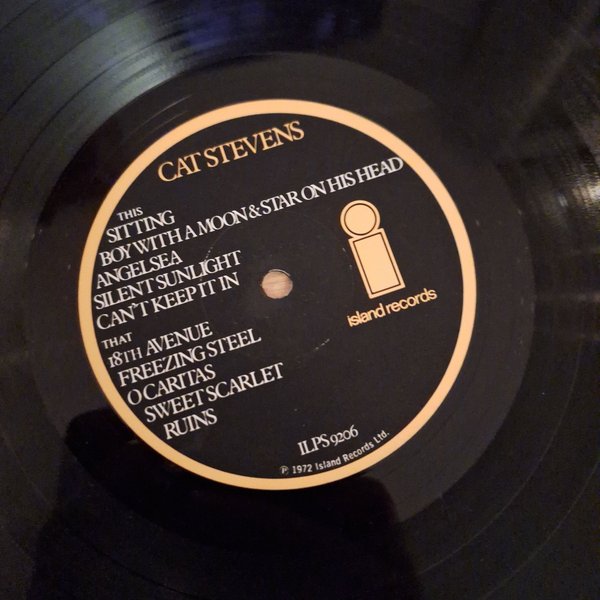 CAT STEVENS
THIS
SITTING
BOY WITH A MOON & STAR ON HIS HEAD
ANGELSEA
SILENT SUNLIGHT
CAN'T KEEP IT IN
THAT
18TH AVENUE
FREEZING STEEL
O CARITAS
SWEET SCARLET
RUINS
i
island records
ILPS 9206
℗ 1972 Island Records Ltd.